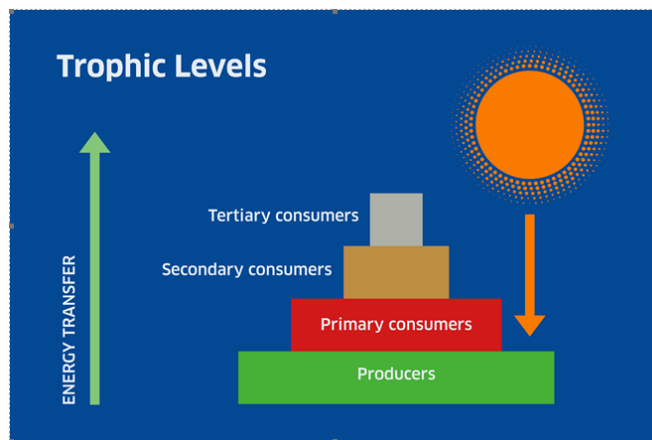 Trophic Levels
Tertiary consumers
Secondary consumers
Primary consumers
Producers
ENERGY TRANSFER